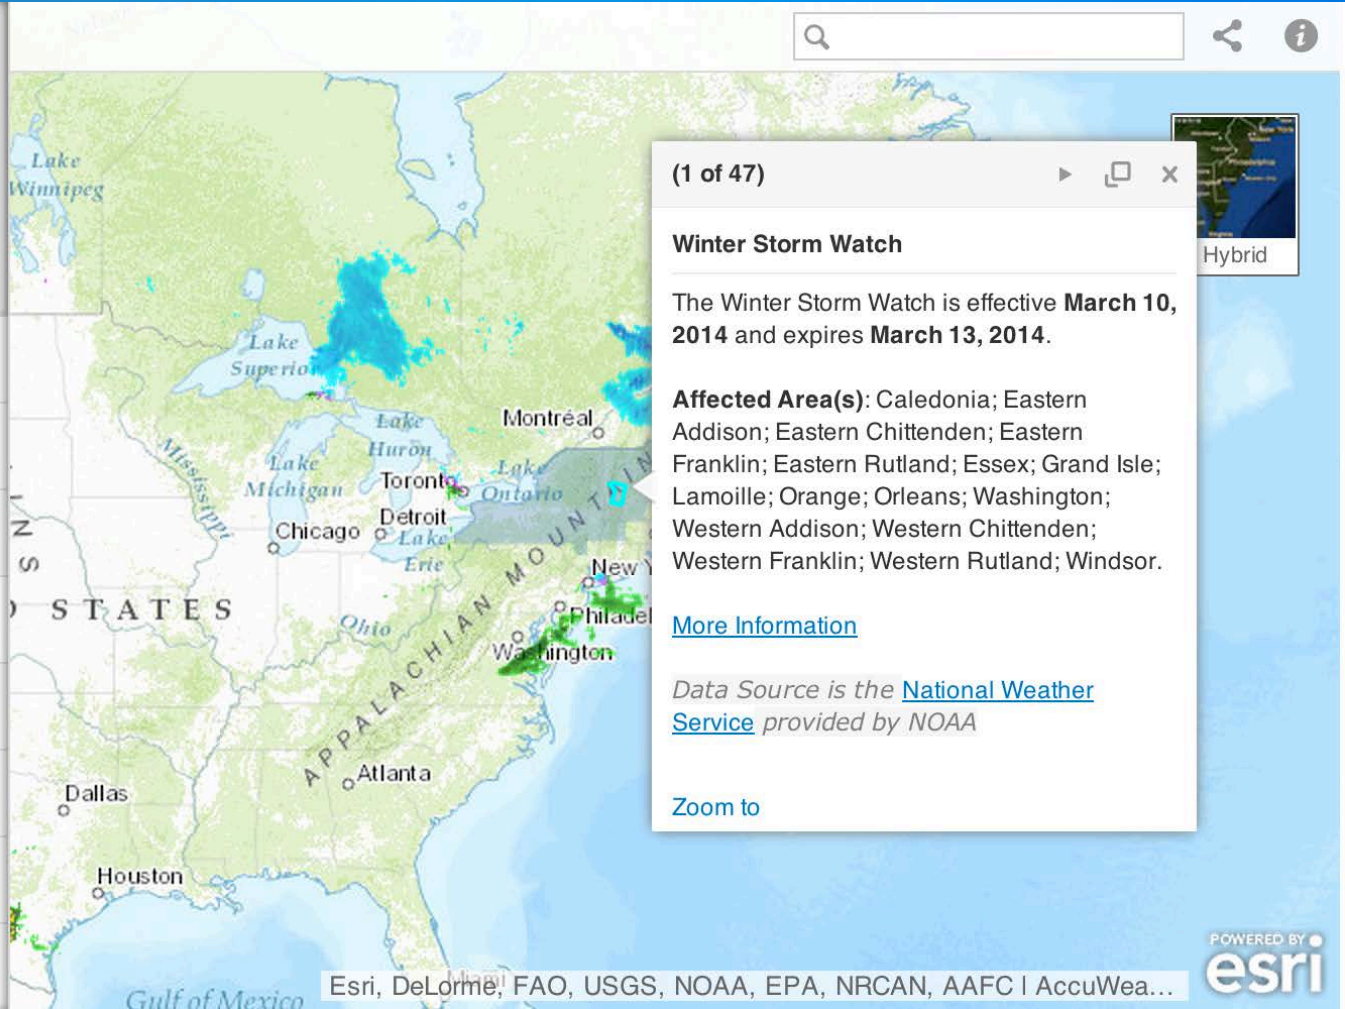 (1 of 47)
Winter Storm Watch
The Winter Storm Watch is effective March 10,
2014 and expires March 13, 2014.
Affected Area(s): Caledonia; Eastern
Addison; Eastern Chittenden; Eastern
Franklin; Eastern Rutland; Essex; Grand Isle;
Lamoille; Orange; Orleans; Washington;
Western Addison; Western Chittenden;
Western Franklin; Western Rutland; Windsor.
More Information
Data Source is the National Weather
Service provided by NOAA
Zoom to
Hybrid
Lake
Winnipeg
Lake
Superior
Montréal
Lake
Huron
Lake
Michigan
Mississippi
Toronto
Lake
Ontario
Chicago
Detroit
Lake
Erie
New Y
Philadel
Washington
Ohio
STATES
APPALACHIAN MOUNTAIN
Atlanta
Dallas
Houston
Miami
Gulf of Mexico
Esri, DeLorme, FAO, USGS, NOAA, EPA, NRCAN, AAFC | AccuWea...
POWERED BY
esri